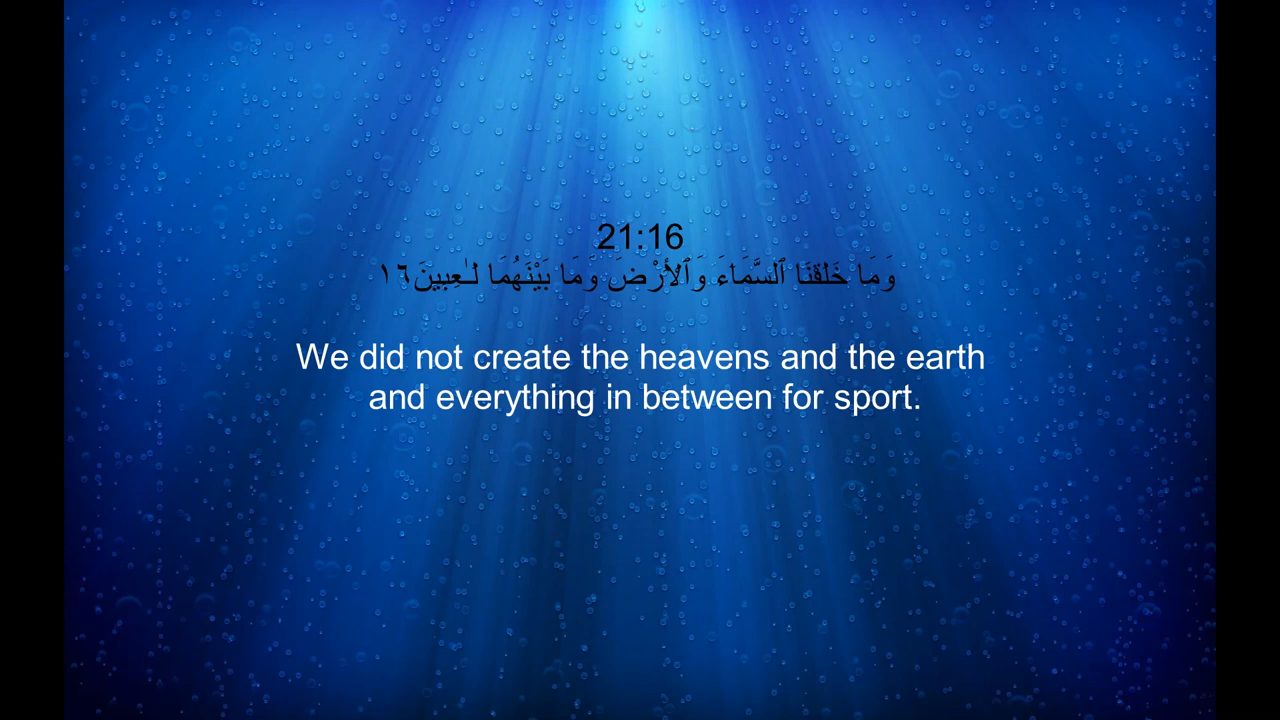 21:16
وَمَا خَلَقْنَا ٱلسَّمَاءَ وَٱلْأَرْضَ وَمَا بَيْنَهُمَا لَـٰعِبِينَ ١٦
We did not create the heavens and the earth
and everything in between for sport.